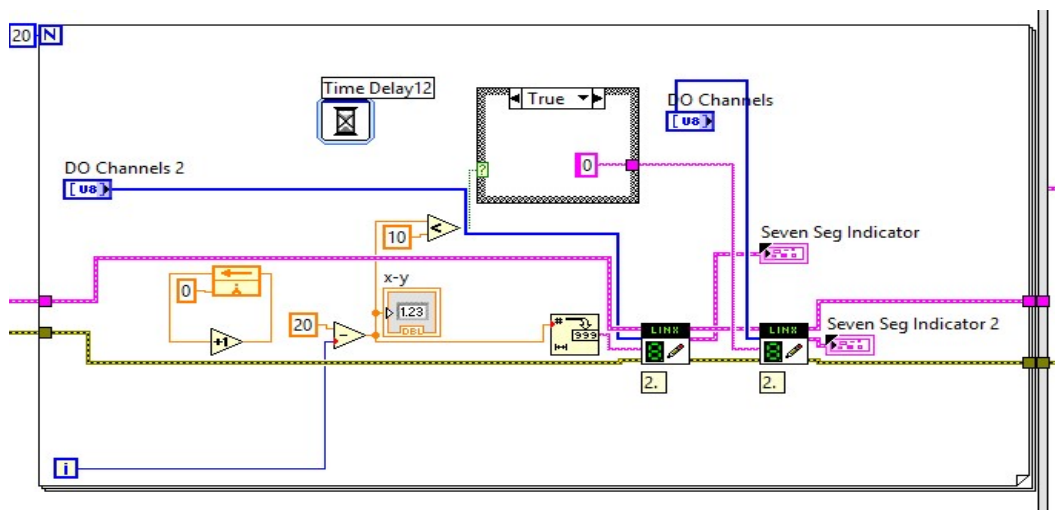 20 N
Time Delay12
True
DO Channels
[U8]
0
?
DO Channels 2
[U8]
10
<
Seven Seg Indicator
0
x-y
1.23
DBL
20
-
+1
#
999
LINX
LINX
Seven Seg Indicator 2
2.
2.
i